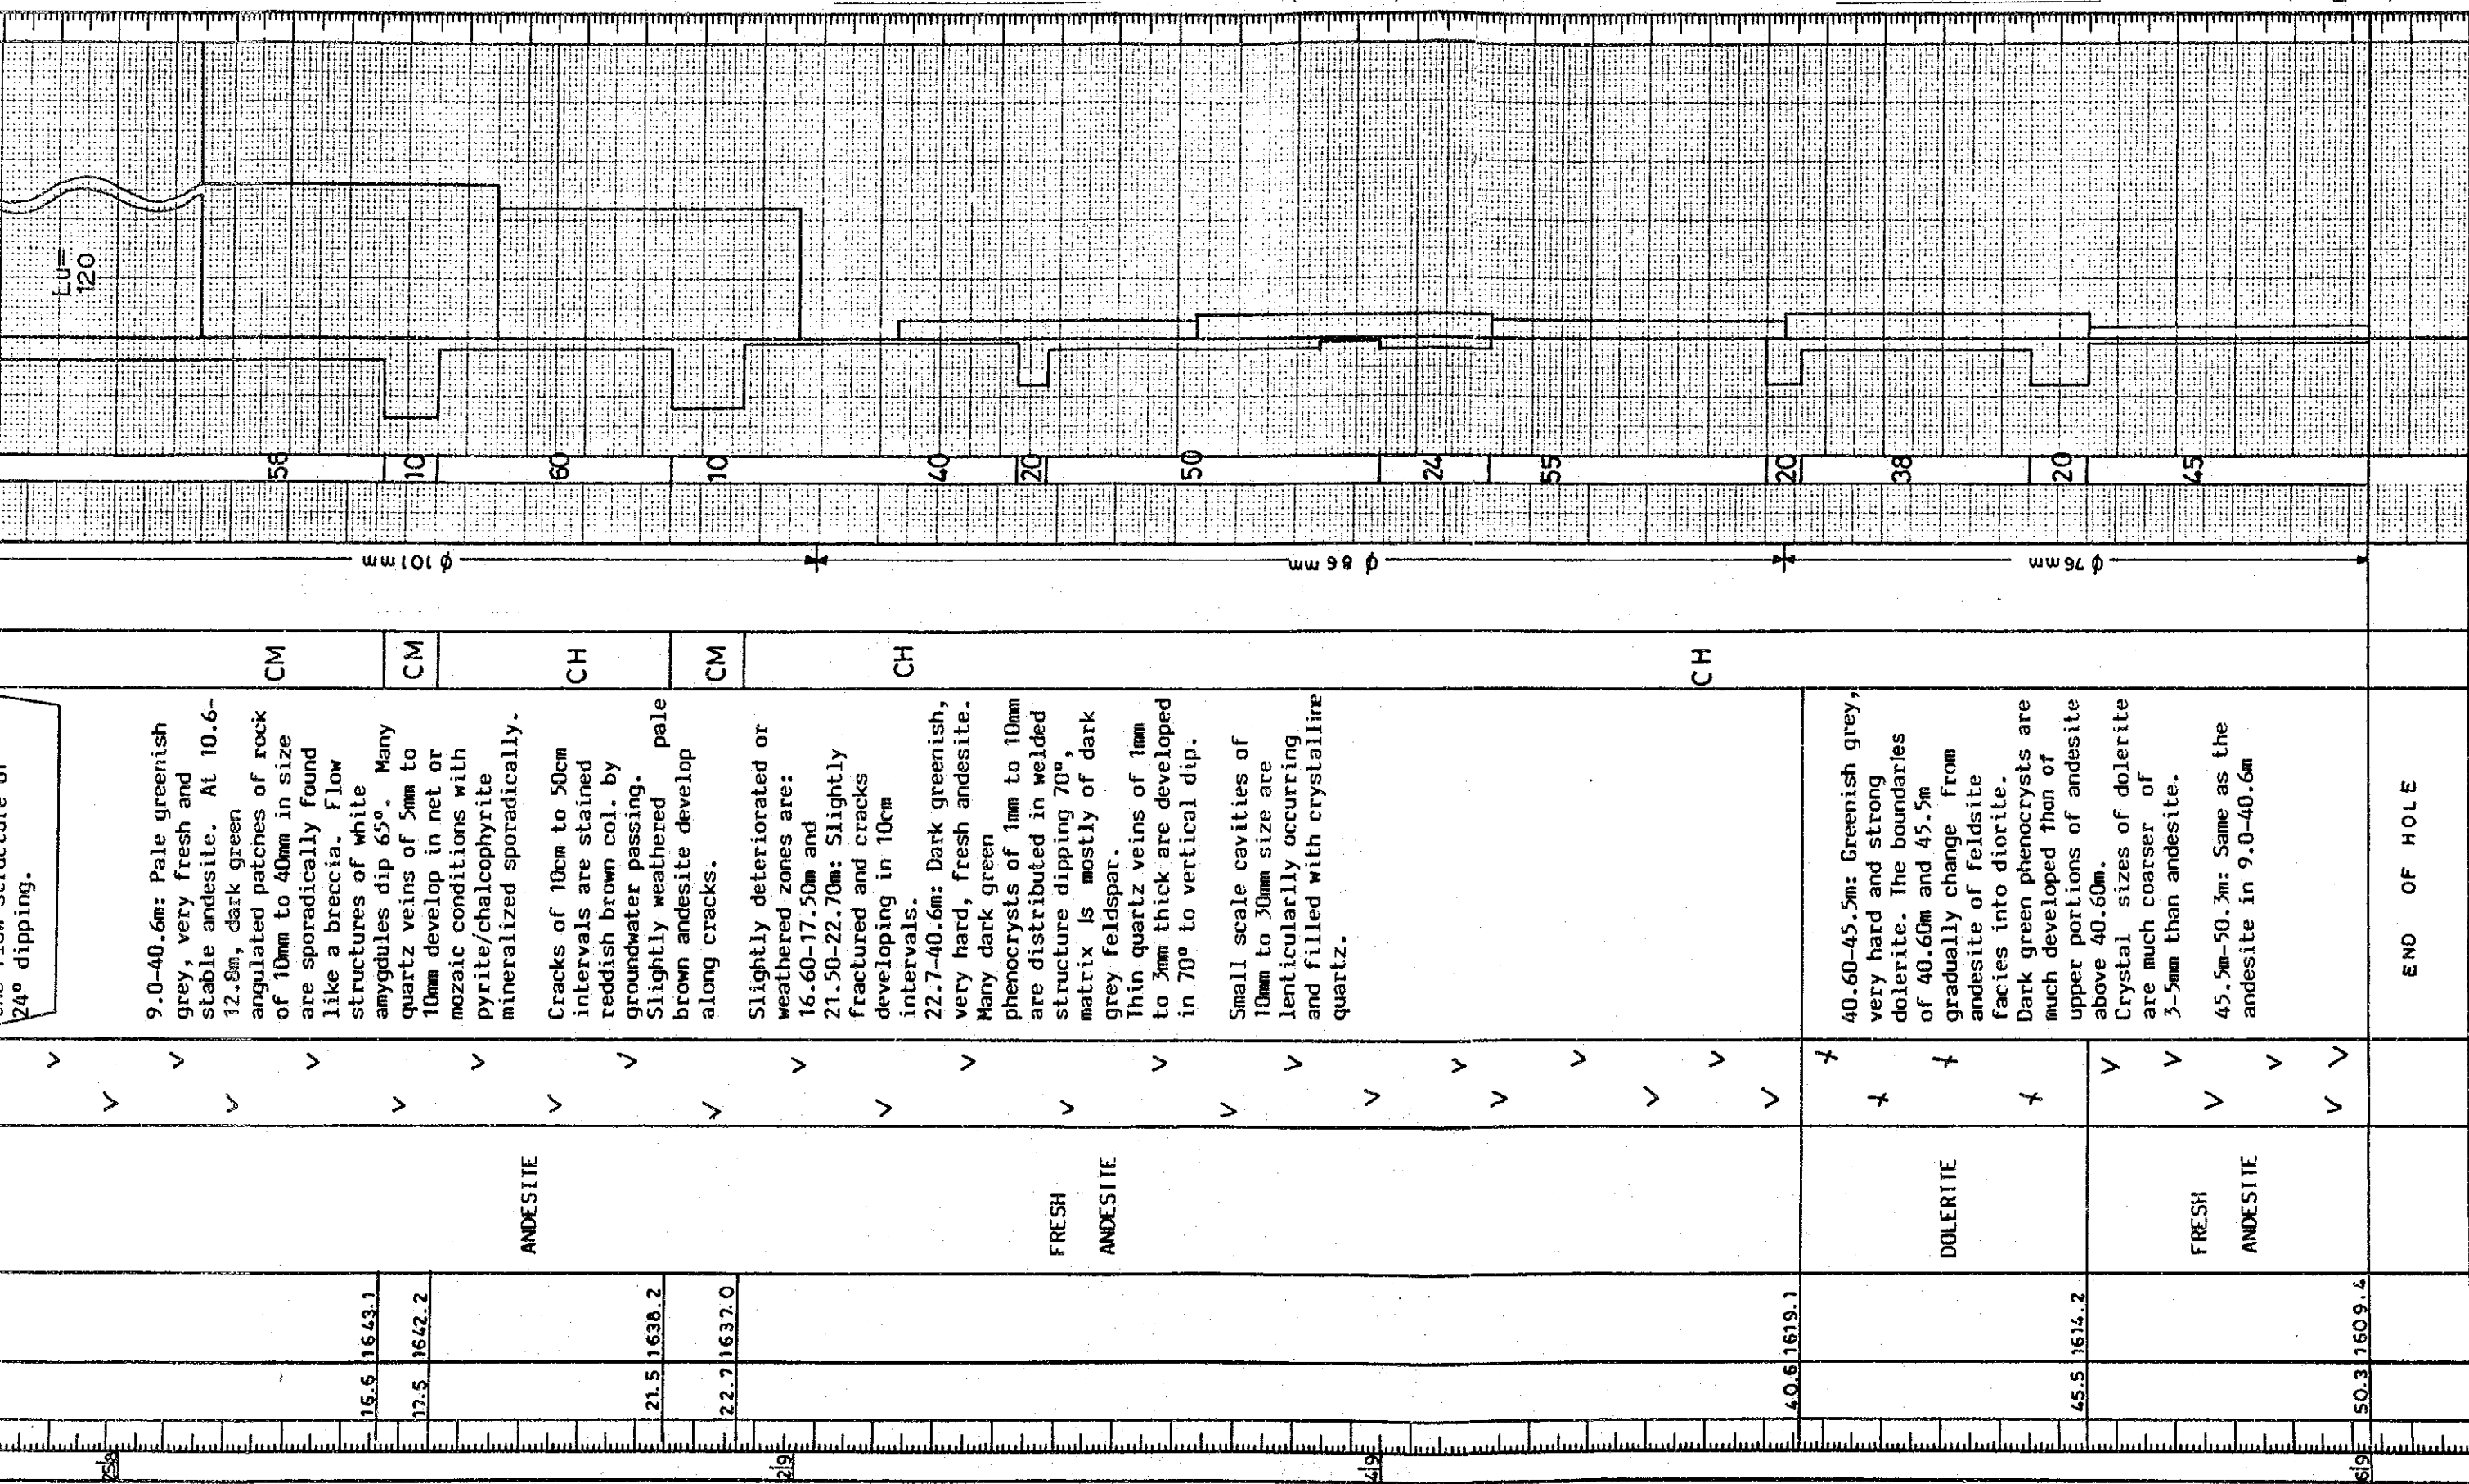 24° dipping.
16.6 1643.1
17.5 1642.2
21.5 1638.2
22.7 1637.0
40.6 1619.1
45.5 1614.2
50.3 1609.4
ANDESITE
FRESH
ANDESITE
DOLERITE
FRESH
ANDESITE
9.0-40.6m: Pale greenish
grey, very fresh and
stable andesite. At 10.6-
12.8m, dark green
angulated patches of rock
of 10mm to 40mm in size
are sporadically found
like a breccia. Flow
structures of white
amygdules dip 65°. Many
quartz veins of 5mm to
10mm develop in net or
mozaic conditions with
pyrite/chalcophyrite
mineralized sporadically.
Cracks of 10cm to 50cm
intervals are stained
reddish brown col. by
groundwater passing.
Slightly weathered pale
brown andesite develop
along cracks.
Slightly deteriorated or
weathered zones are:
16.60-17.50m and
21.50-22.70m: Slightly
fractured and cracks
developing in 10cm
intervals.
22.7-40.6m: Dark greenish,
very hard, fresh andesite.
Many dark green
phenocrysts of 1mm to 10mm
are distributed in welded
structure dipping 70°,
matrix is mostly of dark
grey feldspar.
Thin quartz veins of 1mm
to 3mm thick are developed
in 70° to vertical dip.
Small scale cavities of
10mm to 30mm size are
lenticularlly occurring
and filled with crystalline
quartz.
40.60-45.5m: Greenish grey,
very hard and strong
dolerite. The boundaries
of 40.60m and 45.5m
gradually change from
andesite of feldsite
facies into diorite.
Dark green phenocrysts are
much developed than of
upper portions of andesite
above 40.60m.
Crystal sizes of dolerite
are much coarser of
3-5mm than andesite.
45.5m-50.3m: Same as the
andesite in 9.0-40.6m
END OF HOLE
CM
CM
CH
CM
CH
CH
ϕ 101 mm
ϕ 86 mm
ϕ 76 mm
56
10
60
10
40
20
50
24
55
20
38
20
45
Lu=
120